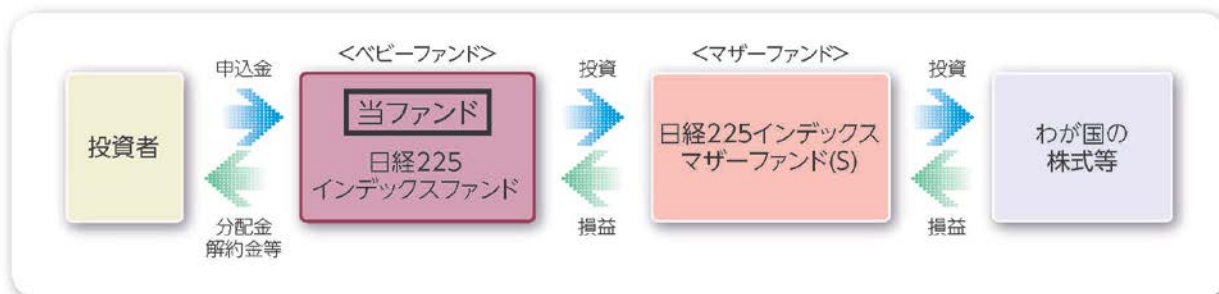 投資者
申込金
分配金
解約金等
<ベビーファンド>
当ファンド
日経225
インデックスファンド
投資
損益
<マザーファンド>
日経225インデックス
マザーファンド(S)
投資
損益
わが国の
株式等